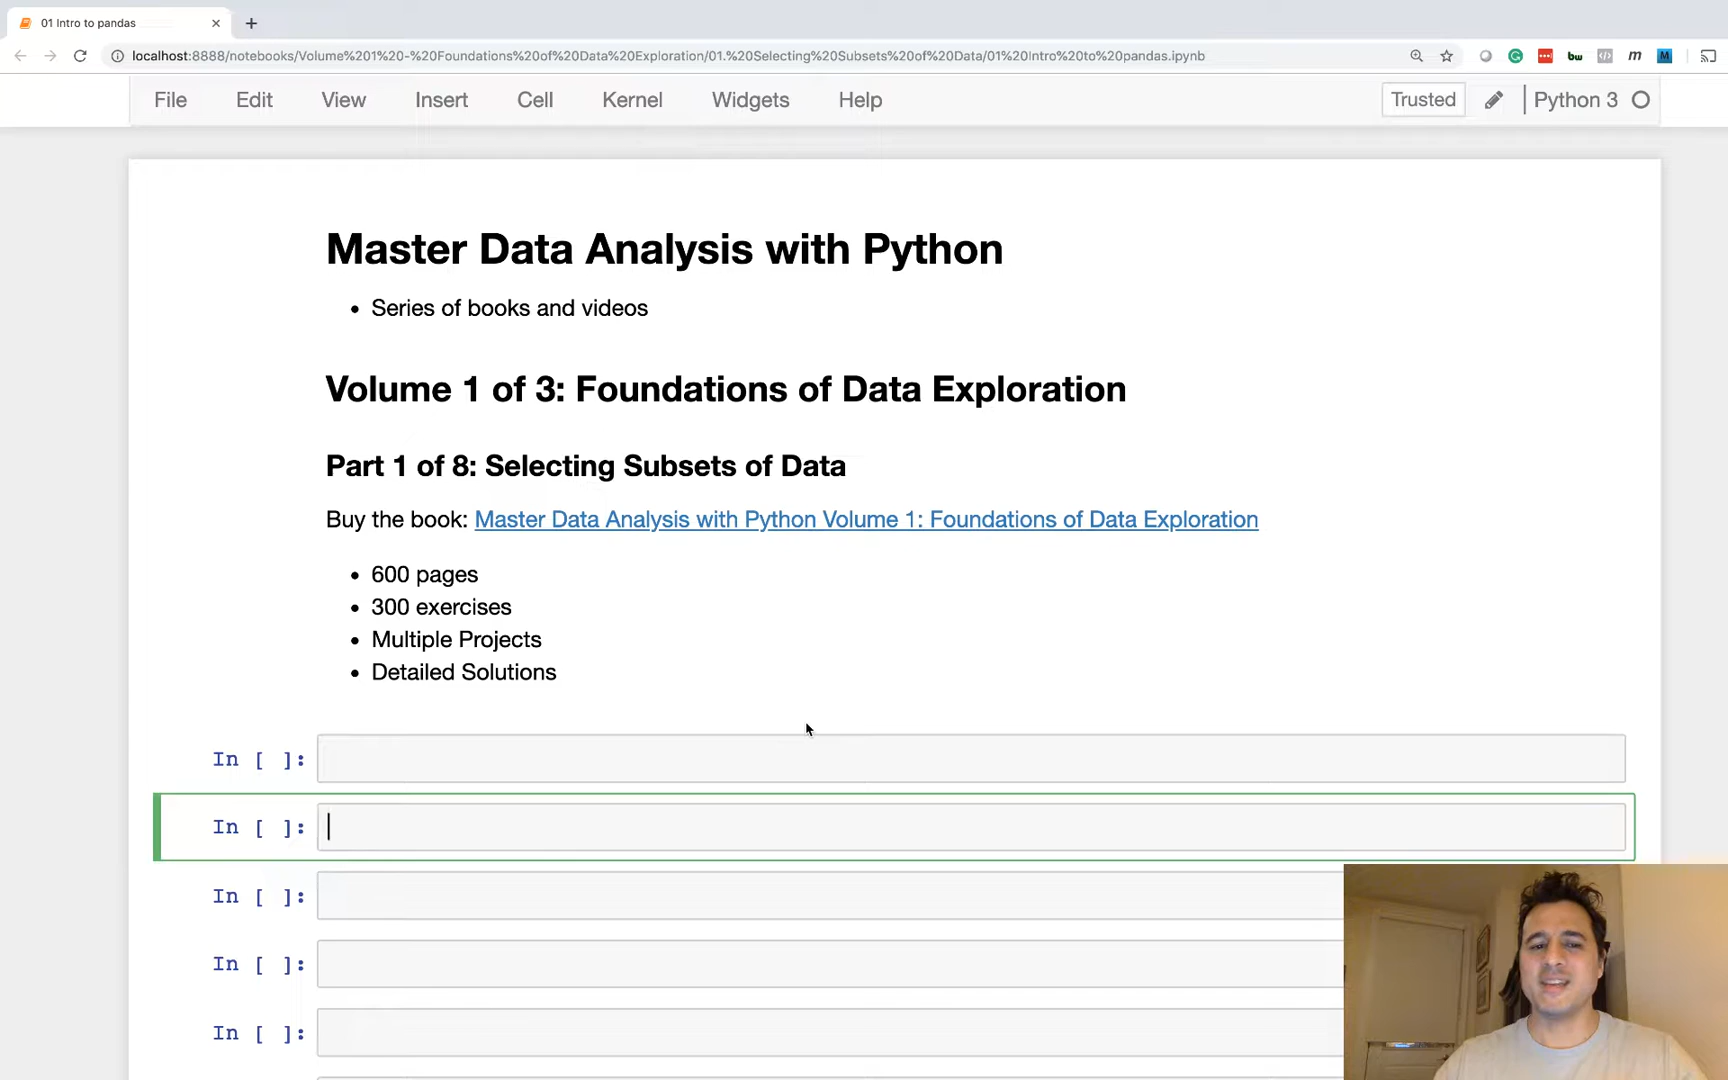 01 Intro to pandas
localhost:8888/notebooks/Volume%201%20-%20Foundations%20of%20Data%20Exploration/01.%20Selecting%20Subsets%20of%20Data/01%20Intro%20to%20pandas.ipynb
File Edit View Insert Cell Kernel Widgets Help Trusted Python 3
Master Data Analysis with Python
• Series of books and videos
Volume 1 of 3: Foundations of Data Exploration
Part 1 of 8: Selecting Subsets of Data
Buy the book: Master Data Analysis with Python Volume 1: Foundations of Data Exploration
• 600 pages
• 300 exercises
• Multiple Projects
• Detailed Solutions
In [ ]:
In [ ]:
In [ ]:
In [ ]:
In [ ]: